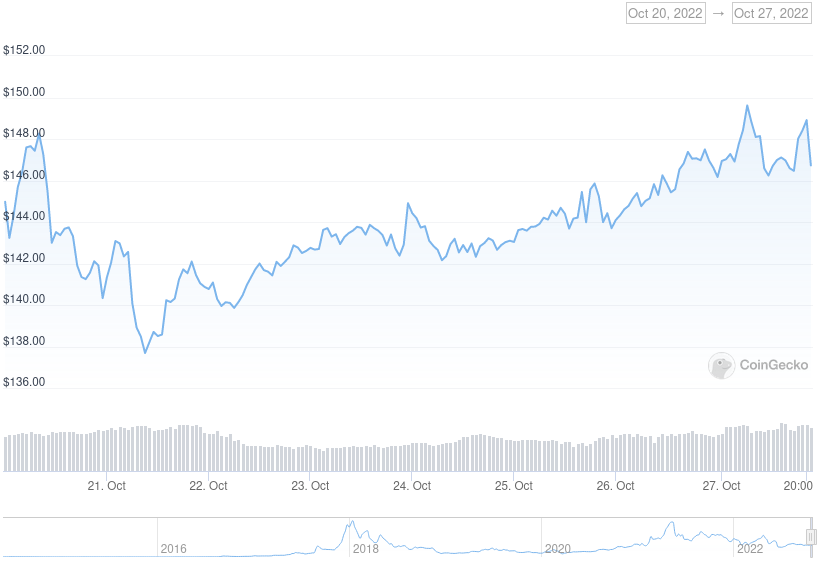 Oct 20, 2022 → Oct 27, 2022
$152.00
$150.00
$148.00
$146.00
$144.00
$142.00
$140.00
$138.00
$136.00
CoinGecko
21. Oct 22. Oct 23. Oct 24. Oct 25. Oct 26. Oct 27. Oct 20:00
2016 2018 2020 2022